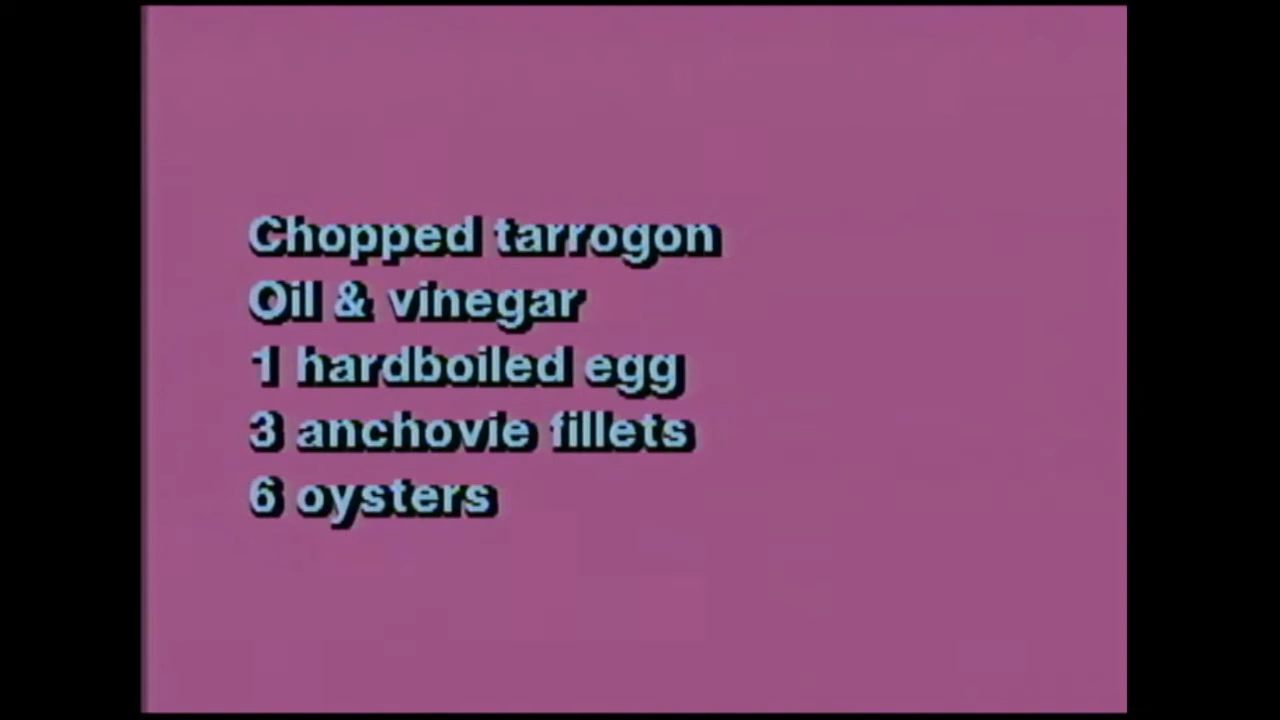 Chopped tarrogon
Oil & vinegar
1 hardboiled egg
3 anchovie fillets
6 oysters